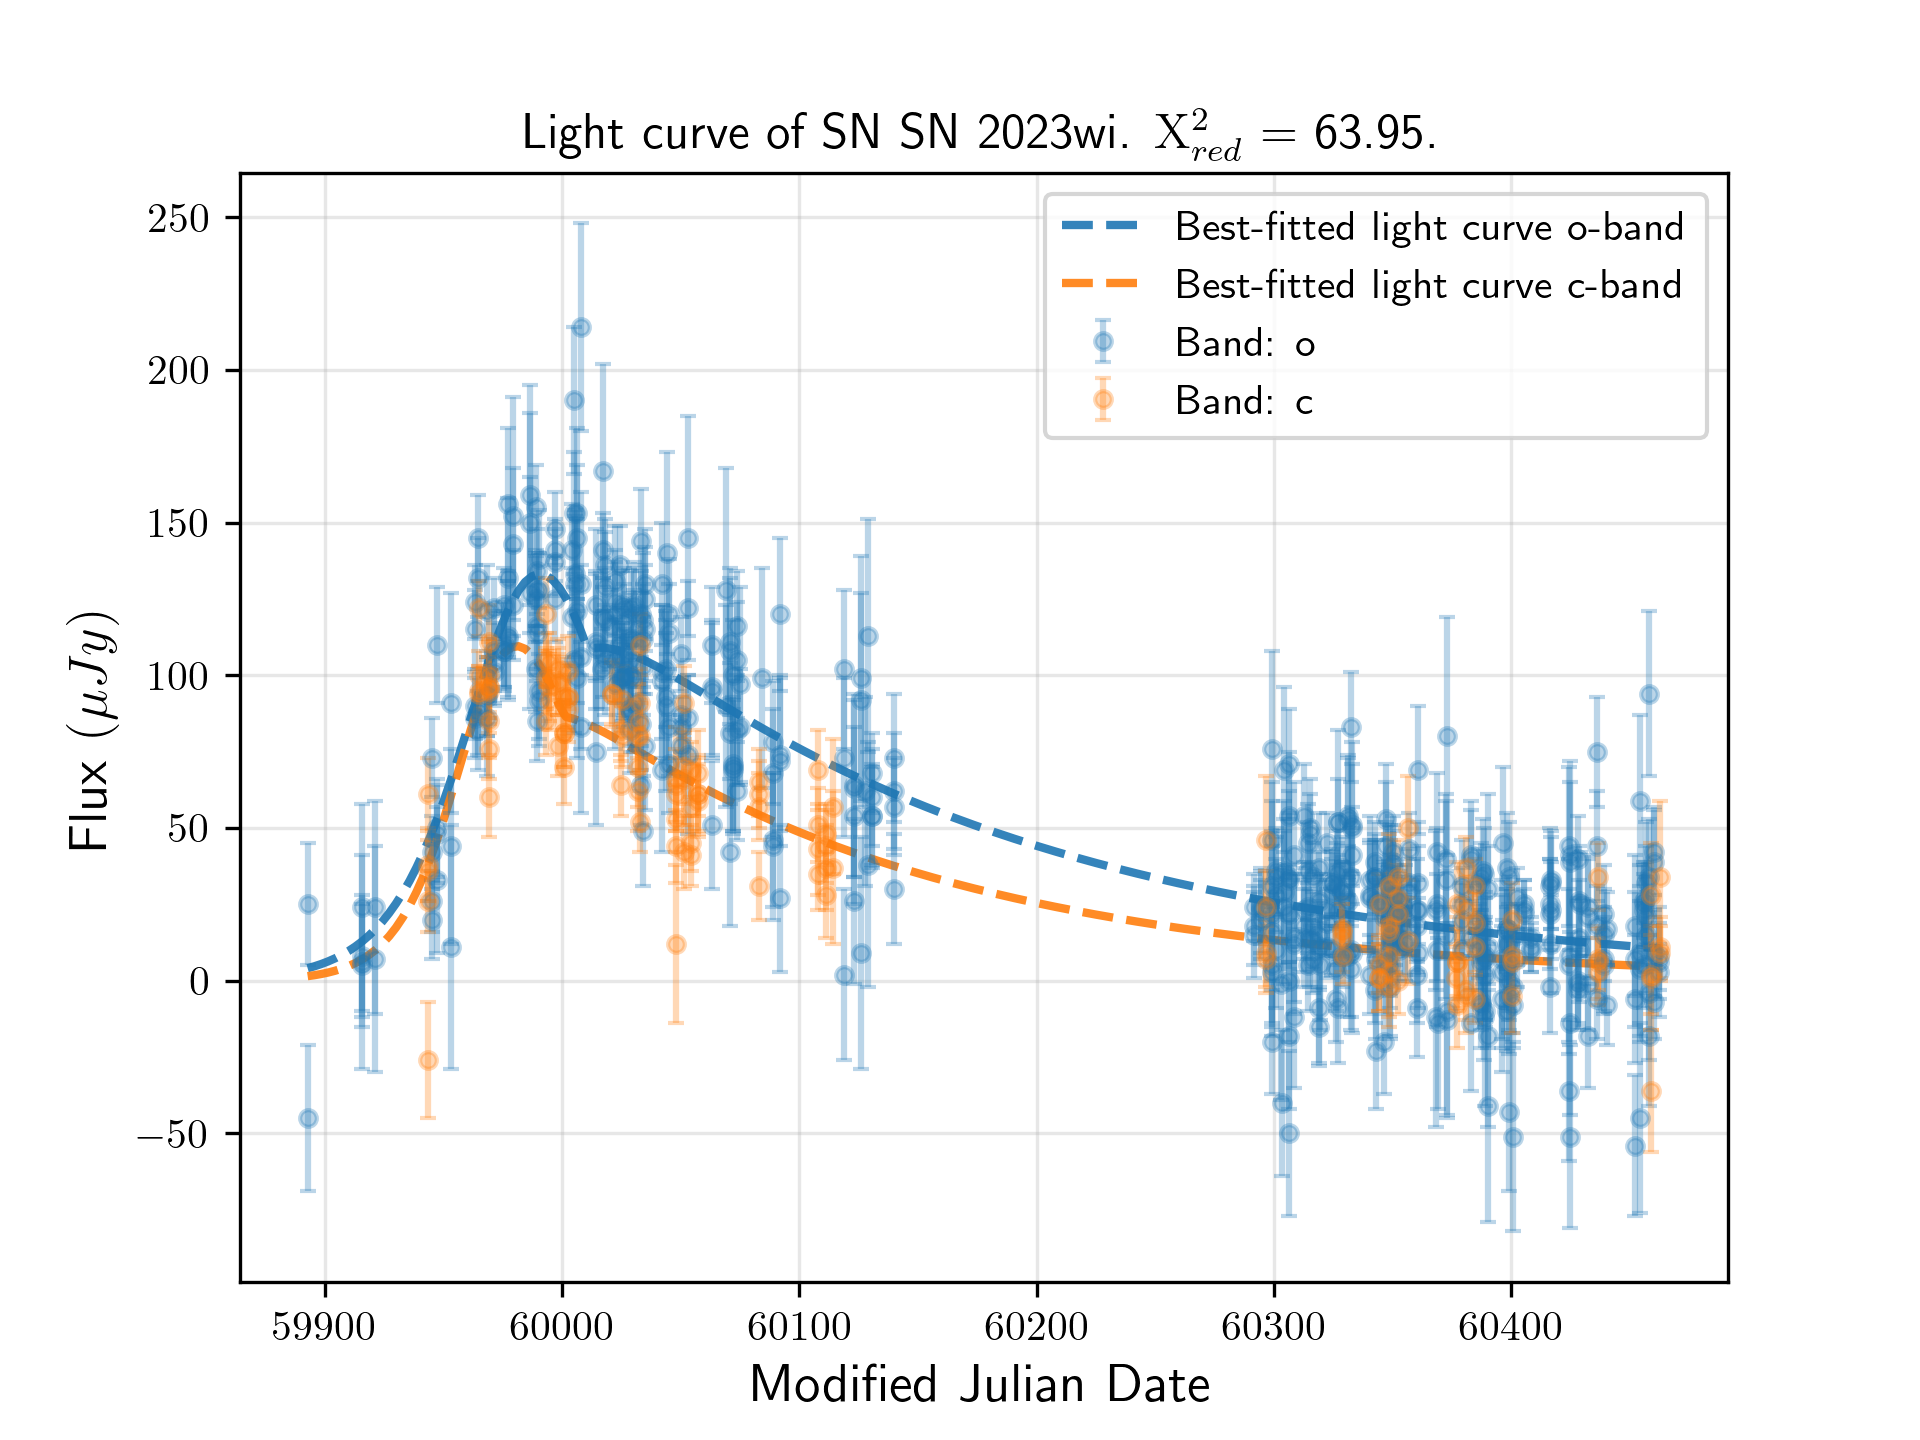 Light curve of SN SN 2023wi. X²_red = 63.95.
Best-fitted light curve o-band
Best-fitted light curve c-band
Band: o
Band: c
250
200
150
100
50
0
−50
Flux (μJy)
59900 60000 60100 60200 60300 60400
Modified Julian Date